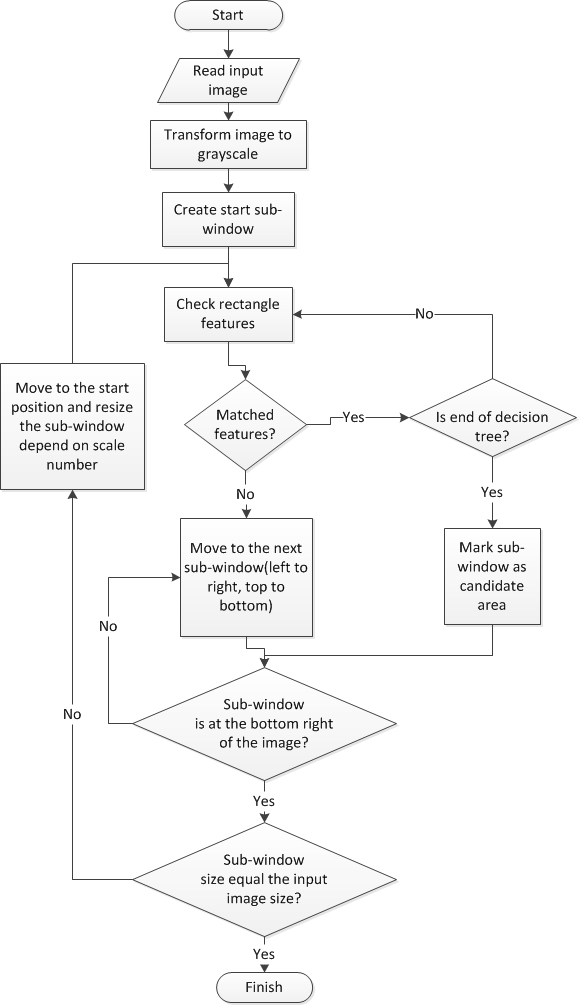 Start
Read input
image
Transform image to
grayscale
Create start sub-
window
Check rectangle
features
No
Move to the start
position and resize
the sub-window
depend on scale
number
Matched
features?
Yes
Is end of decision
tree?
No
Yes
Move to the next
sub-window(left to
right, top to
bottom)
Mark sub-
window as
candidate
area
No
Sub-window
is at the bottom right
of the image?
No
Yes
Sub-window
size equal the input
image size?
Yes
Finish